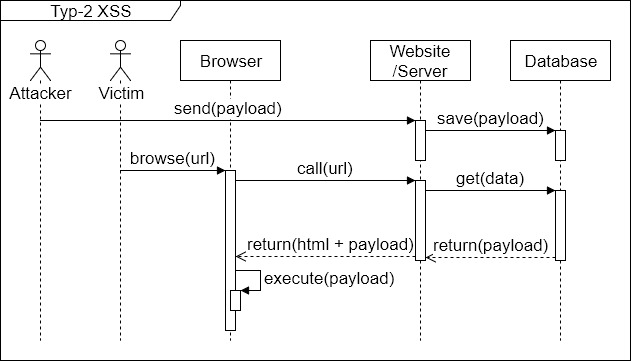 Typ-2 XSS
Attacker
Victim
Browser
Website
/Server
Database
send(payload)
save(payload)
browse(url)
call(url)
get(data)
return(html + payload)
return(payload)
execute(payload)